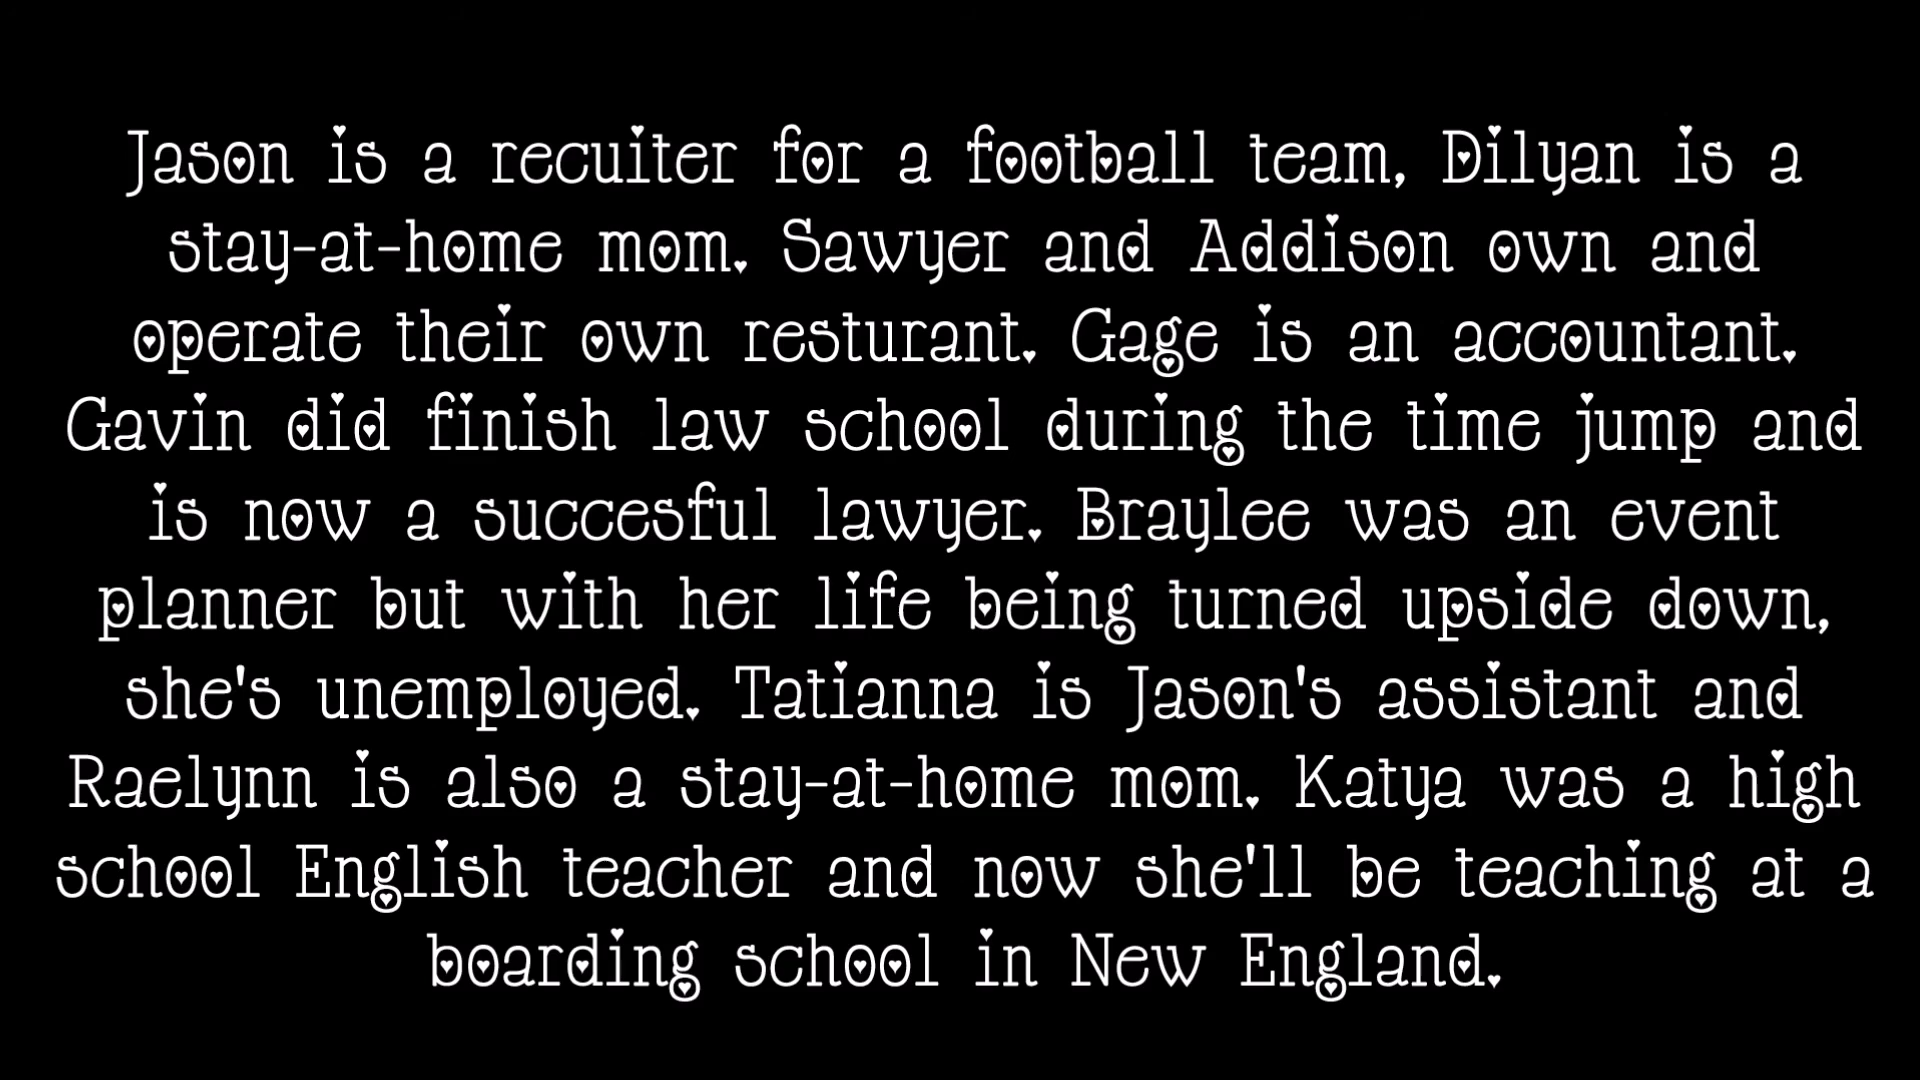 Jason is a recuiter for a football team, Dilyan is a
stay-at-home mom. Sawyer and Addison own and
operate their own resturant. Gage is an accountant.
Gavin did finish law school during the time jump and
is now a succesful lawyer. Braylee was an event
planner but with her life being turned upside down,
she's unemployed. Tatianna is Jason's assistant and
Raelynn is also a stay-at-home mom. Katya was a high
school English teacher and now she'll be teaching at a
boarding school in New England.